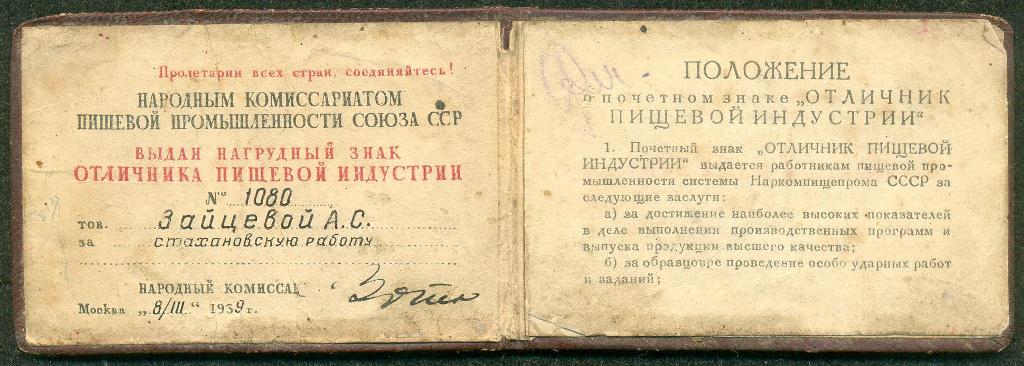 Пролетарии всех стран, соединяйтесь!
НАРОДНЫМ КОМИССАРИАТОМ
ПИЩЕВОЙ ПРОМЫШЛЕННОСТИ СОЮЗА ССР
ВЫДАН НАГРУДНЫЙ ЗНАК
ОТЛИЧНИКА ПИЩЕВОЙ ИНДУСТРИИ
№ 1080
тов. Зайцевой А.С.
за стахановскую работу
НАРОДНЫЙ КОМИССАР
Москва „8/III“ 1939 г.
ПОЛОЖЕНИЕ
о почетном знаке „ОТЛИЧНИК
ПИЩЕВОЙ ИНДУСТРИИ“
1. Почетный знак „ОТЛИЧНИК ПИЩЕВОЙ
ИНДУСТРИИ“ выдается работникам пищевой про-
мышленности системы Наркомпищепрома СССР за
следующие заслуги:
а) за достижение наиболее высоких показателей
в деле выполнения производственных программ и
выпуска продукции высшего качества;
б) за образцовре проведение особо ударных работ
и заданий;